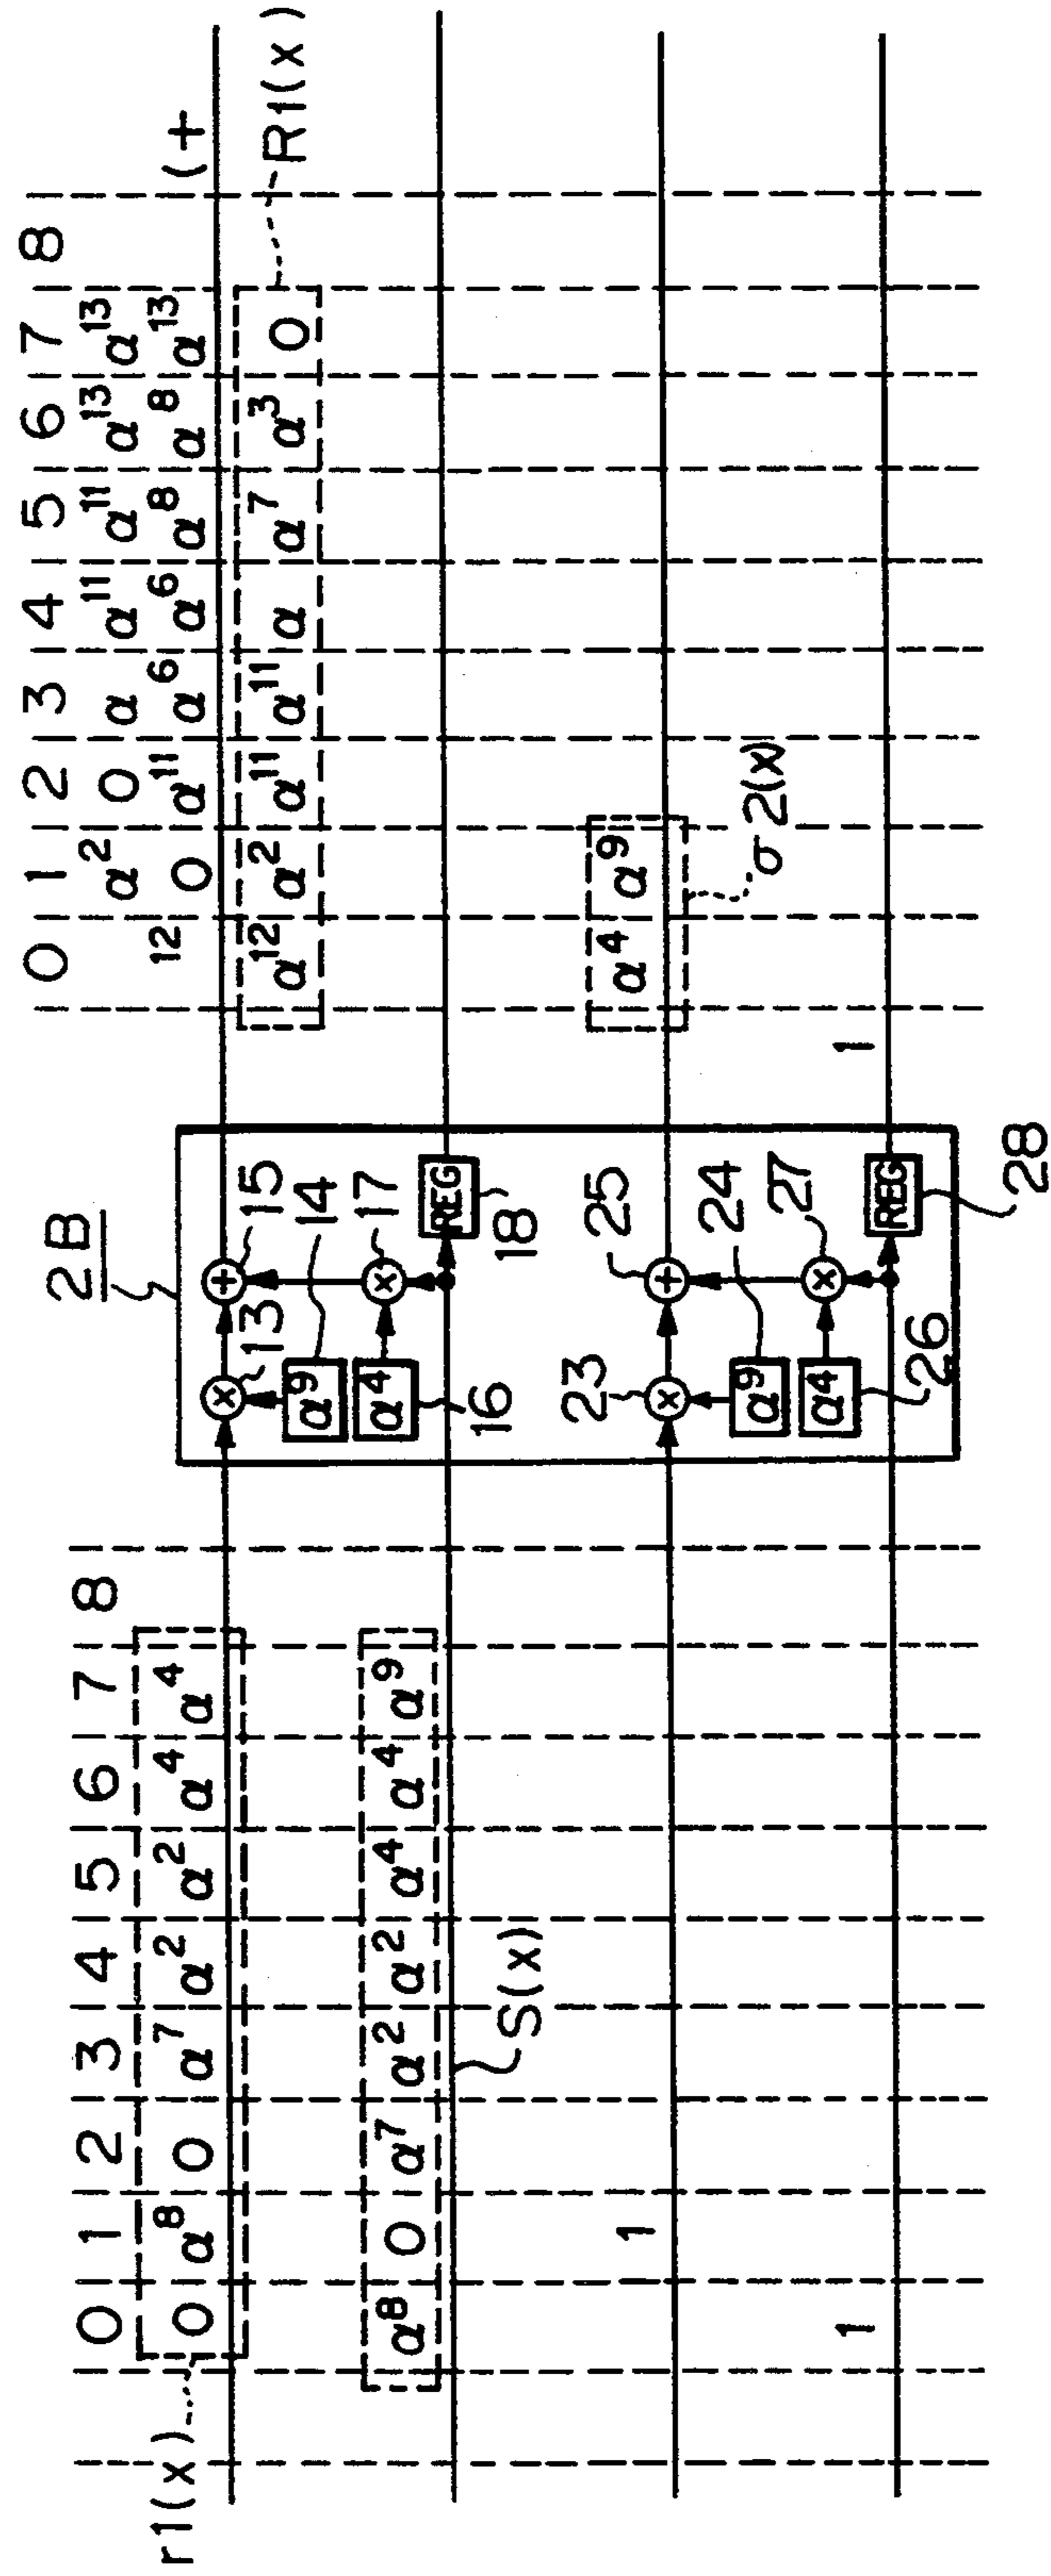 2B
0 1 2 3 4 5 6 7 8
r1(x)
0 α⁸ 0 α⁷ α² α² α⁴ α⁴
α⁸ 0 α⁷ α² α² α⁴ α⁴ α⁹
S(x)
1
1
13
15
α⁹
14
α⁴
16
17
REG
18
23
25
α⁹
24
α⁴
26
27
REG
28
0 1 2 3 4 5 6 7 8
α² 0 α α¹¹ α¹¹ α¹³ α¹³
12 0 α¹¹ α⁶ α⁶ α⁸ α⁸ α¹³ (+
α¹² α² α¹¹ α¹¹ α α⁷ α³ 0
R1(x)
α⁴ α⁹
σ2(x)
1